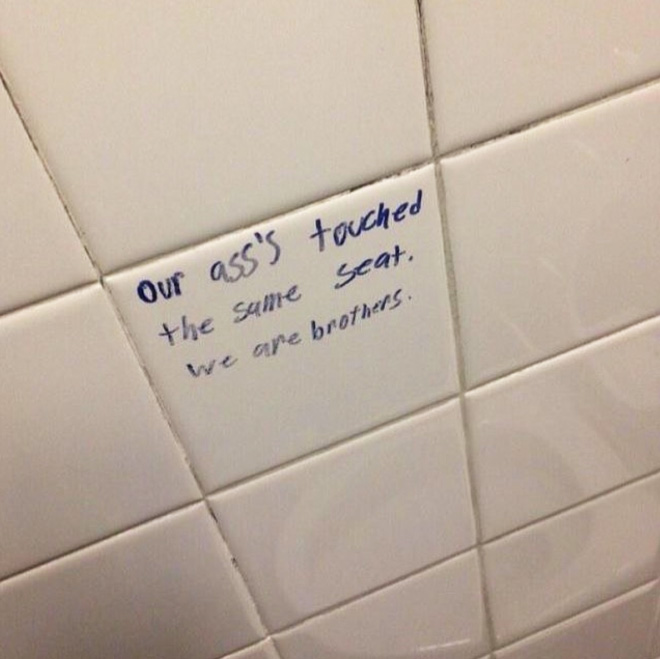 our ass's touched
the same seat.
we are brothers.